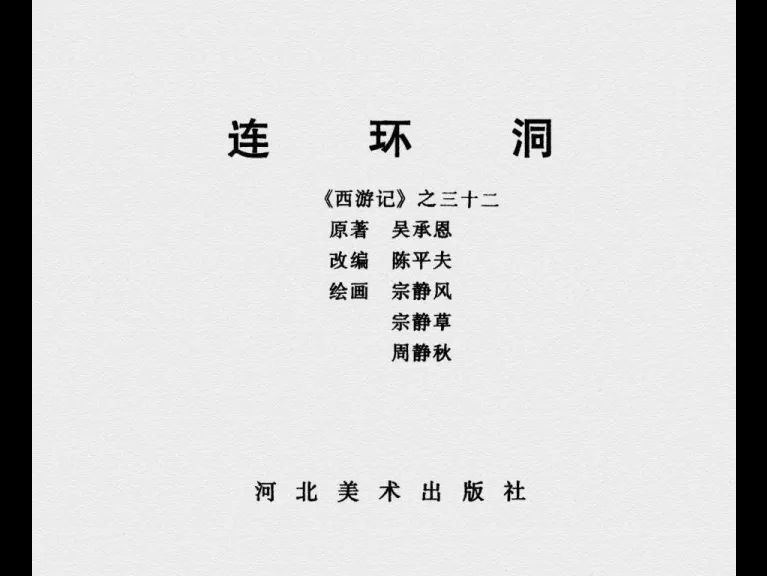 连环洞
《西游记》之三十二
原著 吴承恩
改编 陈平夫
绘画 宗静风
宗静草
周静秋
河北美术出版社